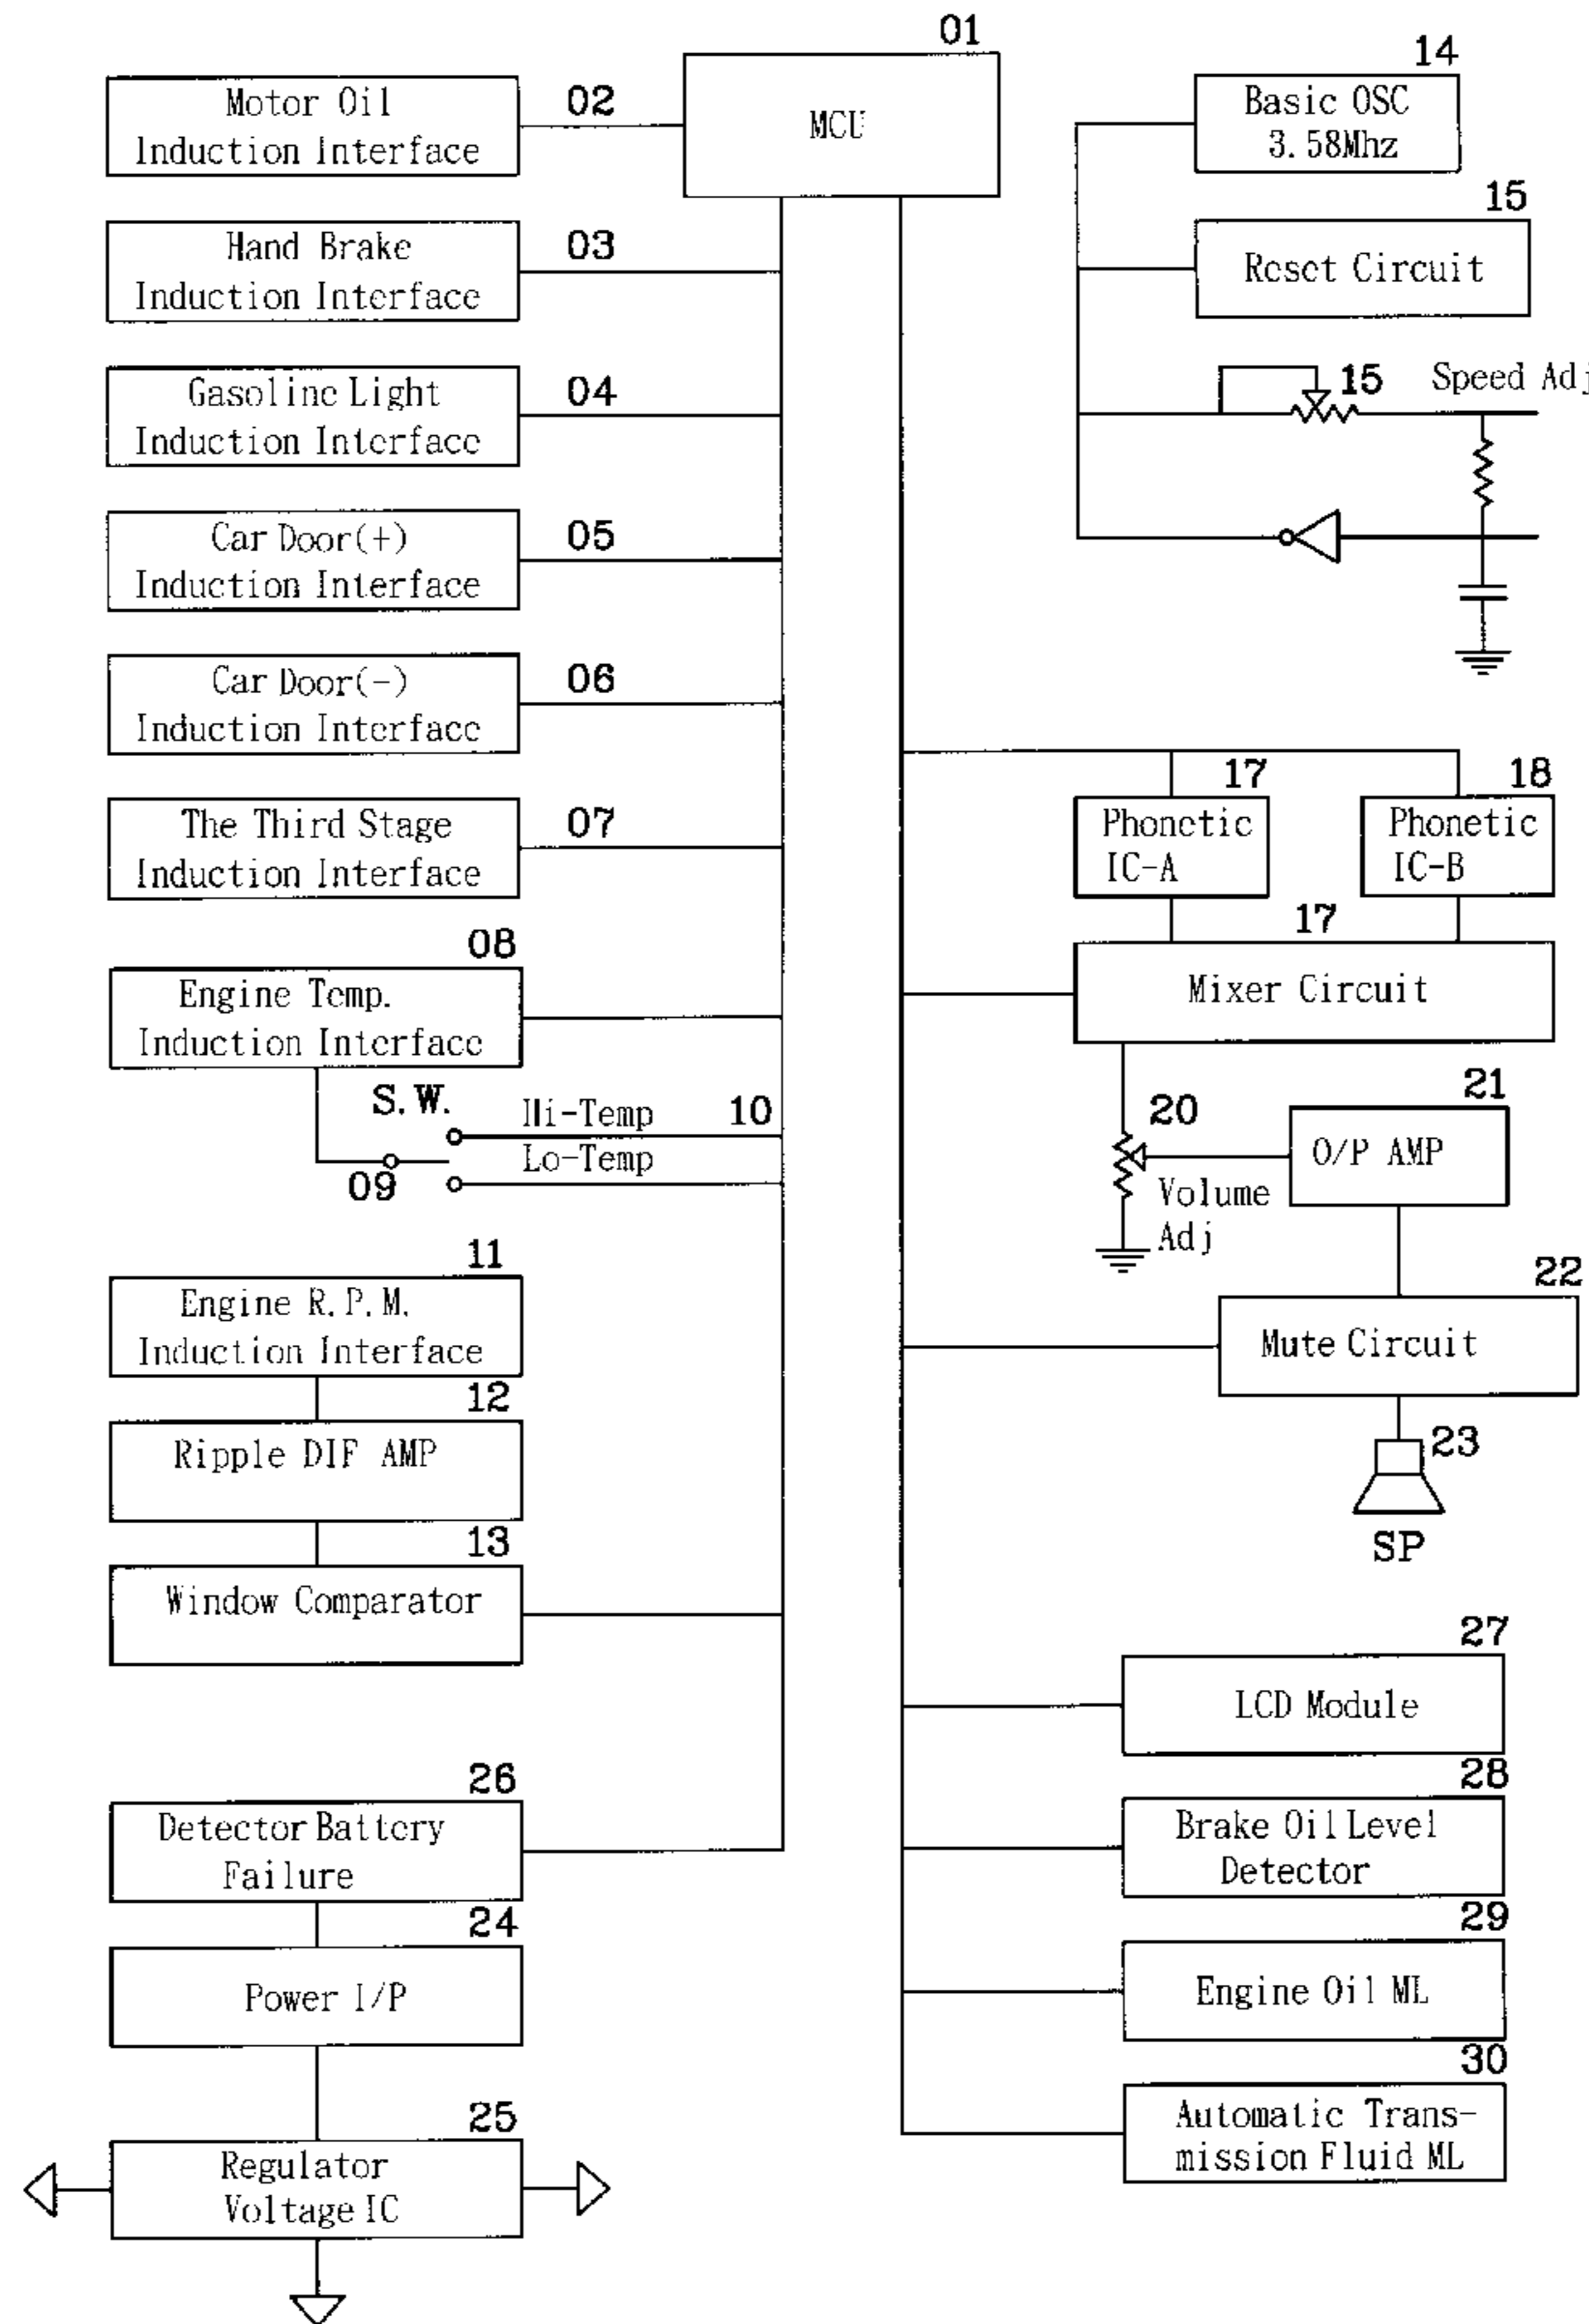 01
MCU
Motor Oil
Induction Interface
02
Hand Brake
Induction Interface
03
Gasoline Light
Induction Interface
04
Car Door(+)
Induction Interface
05
Car Door(-)
Induction Interface
06
The Third Stage
Induction Interface
07
08
Engine Temp.
Induction Interface
S.W.
09
Hi-Temp
Lo-Temp
10
11
Engine R.P.M.
Induction Interface
12
Ripple DIF AMP
13
Window Comparator
26
Detector Battery
Failure
24
Power I/P
25
Regulator
Voltage IC
14
Basic OSC
3.58Mhz
15
Reset Circuit
15
Speed Adj
17
Phonetic
IC-A
18
Phonetic
IC-B
17
Mixer Circuit
20
Volume
Adj
21
O/P AMP
22
Mute Circuit
23
SP
27
LCD Module
28
Brake Oil Level
Detector
29
Engine Oil ML
30
Automatic Trans-
mission Fluid ML